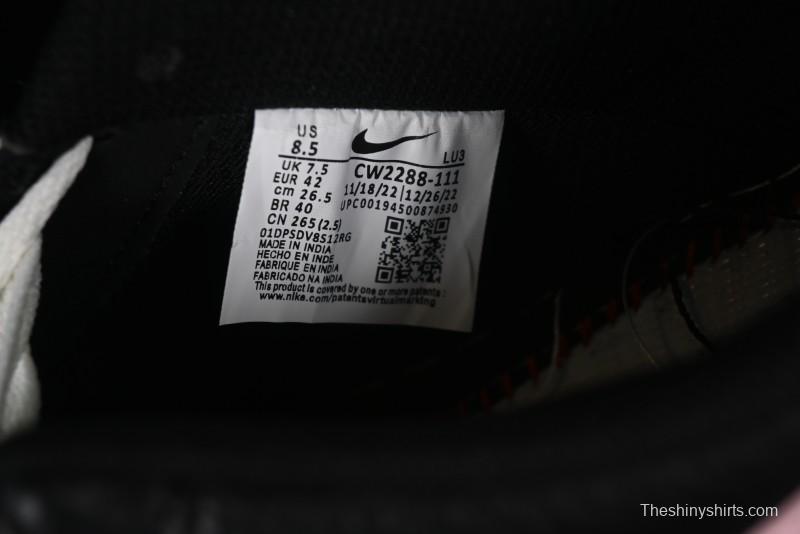 US
8.5
LU3
UK 7.5
EUR 42
cm 26.5
BR 40
CN 265 (2.5)
CW2288-111
11/18/22 | 12/26/22
UPC00194500874930
01DPSDV8S12RG
MADE IN INDIA
HECHO EN INDE
FABRIQUE EN INDIA
FABRICADO NA INDIA
This product is covered by one or more patents :
www.nike.com/patentsvirtualmarking
Theshinyshirts.com